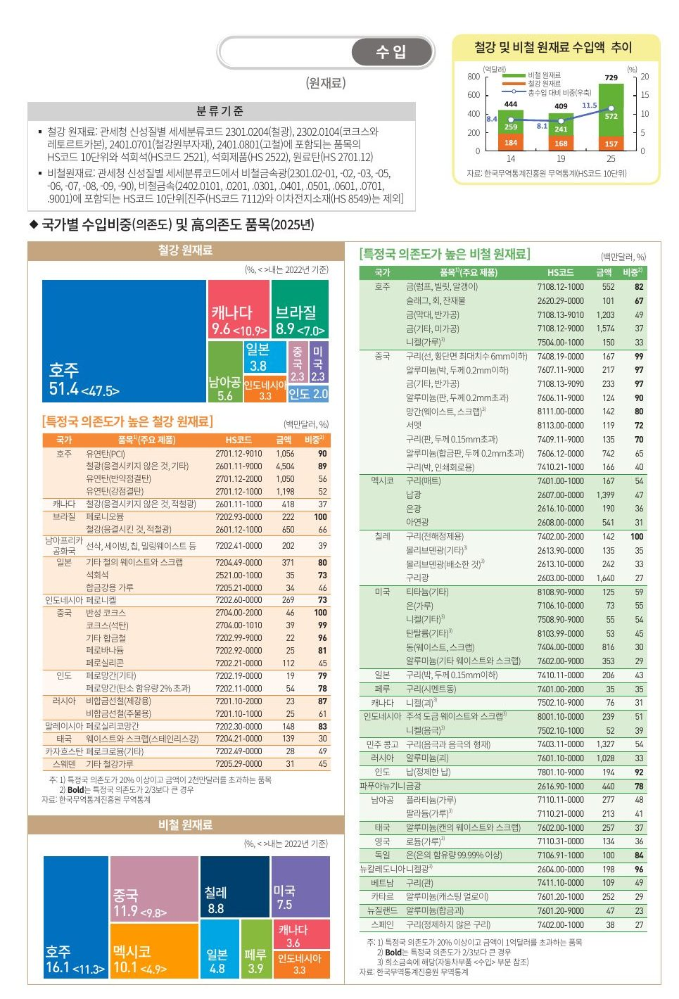 수 입
(원재료)
분 류 기 준
▪ 철강 원재료: 관세청 신성질별 세세분류코드 2301.0204(철광), 2302.0104(코크스와
레토르트카본), 2401.0701(철강원부자재), 2401.0801(고철)에 포함되는 품목의
HS코드 10단위와 석회석(HS코드 2521), 석회제품(HS 2522), 원료탄(HS 2701.12)
▪ 비철원재료: 관세청 신성질별 세세분류코드에서 비철금속광(2301.02-01, -02, -03, -05,
-06, -07, -08, -09, -90), 비철금속(2402.0101, .0201, .0301, .0401, .0501, .0601, .0701,
.9001)에 포함되는 HS코드 10단위[진주(HS코드 7112)와 이차전지소재(HS 8549)는 제외]
철강 및 비철 원재료 수입액 추이
(억달러) (%)
비철 원재료
철강 원재료
총수입 대비 비중(우축)
800 600 400 200 0
20 15 10 5 0
444 409 729
259 241 572
184 168 157
8.4 8.1 11.5
14 19 25
자료: 한국무역통계진흥원 무역통계(HS코드 10단위)
◆ 국가별 수입비중(의존도) 및 高의존도 품목(2025년)
철강 원재료
(%, < >내는 2022년 기준)
호주
51.4 <47.5>
캐나다
9.6 <10.9>
브라질
8.9 <7.0>
남아공
5.6
일본
3.8
인도네시아
3.3
중국
2.3
미국
2.3
인도 2.0
[특정국 의존도가 높은 철강 원재료]
(백만달러, %)
국가 품목1)(주요 제품) HS코드 금액 비중2)
호주 유연탄(PCI) 2701.12-9010 1,056 90
철광(응결시키지 않은 것, 기타) 2601.11-9000 4,504 89
유연탄(반약점결탄) 2701.12-2000 1,050 56
유연탄(강점결탄) 2701.12-1000 1,198 52
캐나다 철강(응결시키지 않은 것, 적철광) 2601.11-1000 418 37
브라질 페로니오븀 7202.93-0000 222 100
철강(응결시킨 것, 적철광) 2601.12-1000 650 66
남아프리카공화국 선삭, 세이빙, 칩, 밀링웨이스트 등 7202.41-0000 202 39
일본 기타 철의 웨이스트와 스크랩 7204.49-0000 371 80
석회석 2521.00-1000 35 73
합금강용 가루 7205.21-0000 34 46
인도네시아 페로니켈 7202.60-0000 269 73
중국 반성 코크스 2704.00-2000 46 100
코크스(석탄) 2704.00-1010 39 99
기타 합금철 7202.99-9000 22 96
페로바나듐 7202.92-0000 25 81
페로실리콘 7202.21-0000 112 45
인도 페로망간(기타) 7202.19-0000 19 79
페로망간(탄소 함유량 2% 초과) 7202.11-0000 54 78
러시아 비합금선철(제강용) 7201.10-2000 23 87
비합금선철(주물용) 7201.10-1000 25 61
말레이시아 페로실리코망간 7202.30-0000 148 83
태국 웨이스트와 스크랩(스테인리스강) 7204.21-0000 139 30
카자흐스탄 페로크로뮴(기타) 7202.49-0000 28 49
스웨덴 기타 철강가루 7205.29-0000 31 45
주: 1) 특정국 의존도가 20% 이상이고 금액이 2천만달러를 초과하는 품목
2) Bold는 특정국 의존도가 2/3보다 큰 경우
자료: 한국무역통계진흥원 무역통계
비철 원재료
(%, < >내는 2022년 기준)
호주
16.1 <11.3>
중국
11.9 <9.8>
멕시코
10.1 <4.9>
칠레
8.8
미국
7.5
일본
4.8
페루
3.9
캐나다
3.6
인도네시아
3.3
[특정국 의존도가 높은 비철 원재료]
(백만달러, %)
국가 품목1)(주요 제품) HS코드 금액 비중2)
호주 금(럼프, 빌릿, 알갱이) 7108.12-1000 552 82
슬래그, 회, 잔재물 2620.29-0000 101 67
금(막대, 반가공) 7108.13-9010 1,203 49
금(기타, 미가공) 7108.12-9000 1,574 37
니켈(가루)3) 7504.00-1000 150 33
중국 구리(선, 횡단면 최대치수 6mm이하) 7408.19-0000 167 99
알루미늄(박, 두께 0.2mm이하) 7607.11-9000 217 97
금(기타, 반가공) 7108.13-9090 233 97
알루미늄(판, 두께 0.2mm초과) 7606.11-9000 124 90
망간(웨이스트, 스크랩)3) 8111.00-0000 142 80
서멧 8113.00-0000 119 72
구리(판, 두께 0.15mm초과) 7409.11-9000 135 70
알루미늄(합금판, 두께 0.2mm초과) 7606.12-0000 742 65
구리(박, 인쇄회로용) 7410.21-1000 166 40
멕시코 구리(매트) 7401.00-1000 167 54
납광 2607.00-0000 1,399 47
은광 2616.10-0000 190 36
아연광 2608.00-0000 541 31
칠레 구리(전해정제용) 7402.00-2000 142 100
몰리브덴광(기타)3) 2613.90-0000 135 35
몰리브덴광(배소한 것)3) 2613.10-0000 242 33
구리광 2603.00-0000 1,640 27
미국 티타늄(기타) 8108.90-9000 125 59
은(가루) 7106.10-0000 73 55
니켈(기타)3) 7508.90-9000 55 54
탄탈륨(기타)3) 8103.99-0000 53 45
동(웨이스트, 스크랩) 7404.00-0000 816 30
알루미늄(기타 웨이스트와 스크랩) 7602.00-9000 353 29
일본 구리(박, 두께 0.15mm이하) 7410.11-0000 206 43
페루 구리(시멘트동) 7401.00-2000 35 35
캐나다 니켈(괴)3) 7502.10-9000 76 31
인도네시아 주석 도금 웨이스트와 스크랩3) 8001.10-0000 239 51
니켈(음극)3) 7502.10-1000 52 39
민주 콩고 구리(음극과 음극의 형재) 7403.11-0000 1,327 54
러시아 알루미늄(괴) 7601.10-0000 1,028 33
인도 납(정제한 납) 7801.10-9000 194 92
파푸아뉴기니 금광 2616.90-1000 440 78
남아공 플라티늄(가루) 7110.11-0000 277 48
팔라듐(가루)3) 7110.21-0000 213 41
태국 알루미늄(캔의 웨이스트와 스크랩) 7602.00-1000 257 37
영국 로듐(가루)3) 7110.31-0000 134 36
독일 은(은의 함유량 99.99% 이상) 7106.91-1000 100 84
뉴칼레도니아 니켈광3) 2604.00-0000 198 96
베트남 구리(관) 7411.10-0000 109 49
카타르 알루미늄(캐스팅 얼로이) 7601.20-1000 252 29
뉴질랜드 알루미늄(합금괴) 7601.20-9000 47 23
스페인 구리(정제하지 않은 구리) 7402.00-1000 38 27
주: 1) 특정국 의존도가 20% 이상이고 금액이 1억달러를 초과하는 품목
2) Bold는 특정국 의존도가 2/3보다 큰 경우
3) 희소금속에 해당(자동차부품 <수입> 부문 참조)
자료: 한국무역통계진흥원 무역통계